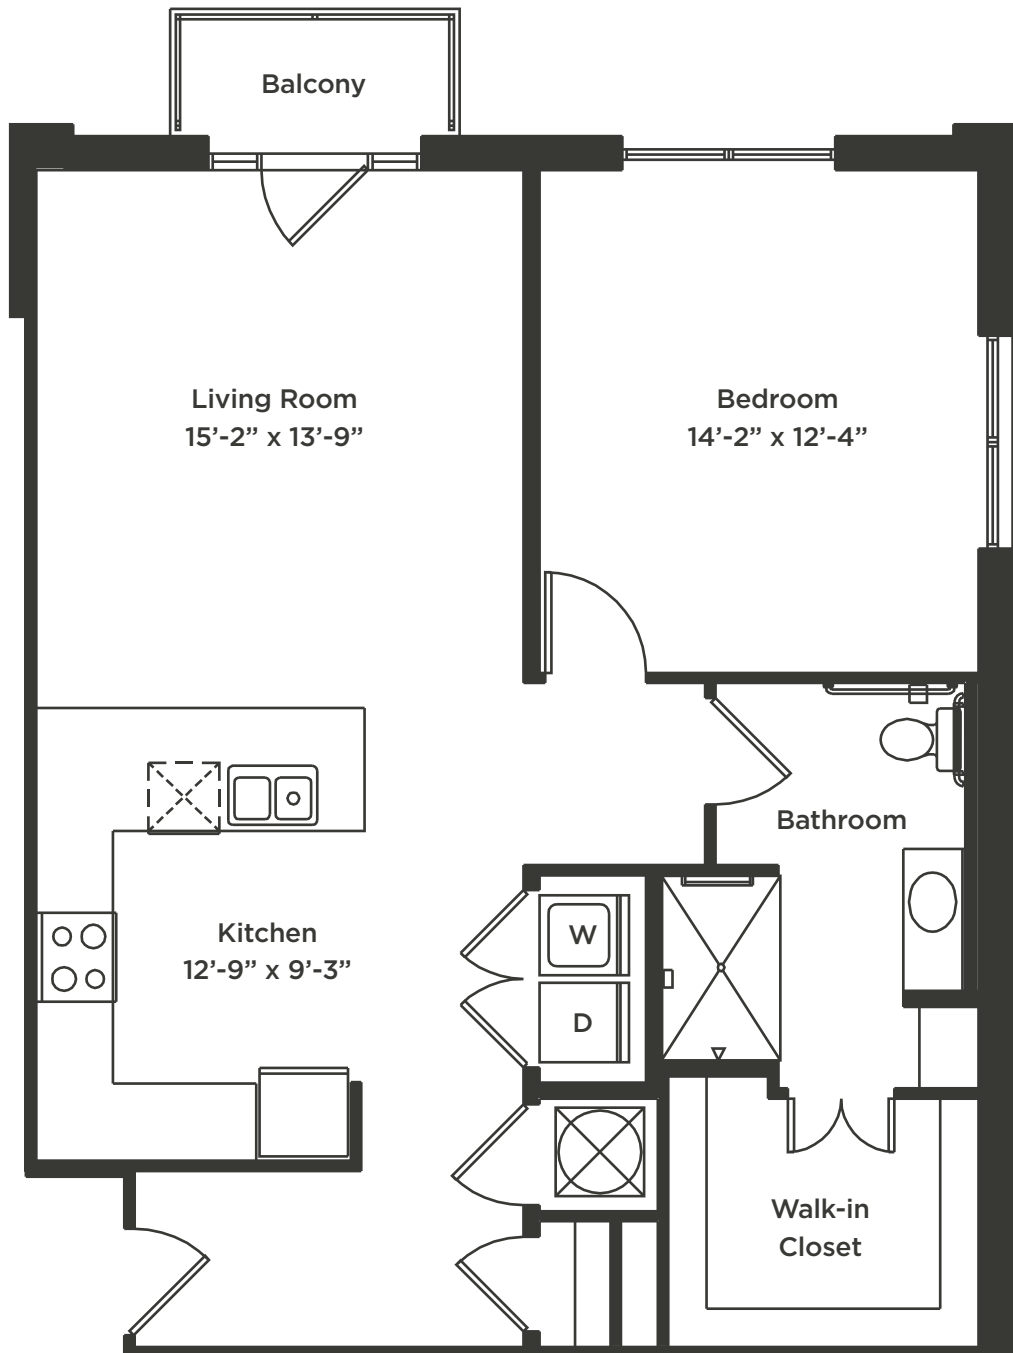 Balcony
Living Room
15’-2” x 13’-9”
Bedroom
14’-2” x 12’-4”
Bathroom
Kitchen
12’-9” x 9’-3”
W
D
Walk-in
Closet